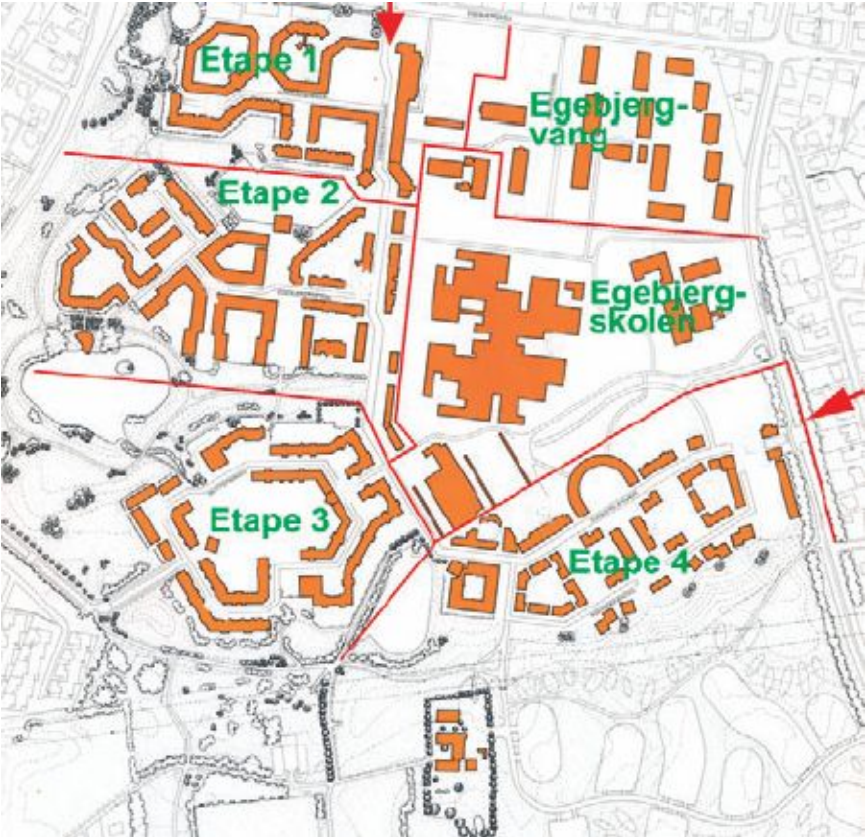 Etape 1
Egebjerg-
vang
Etape 2
Egebjerg-
skolen
Etape 3
Etape 4